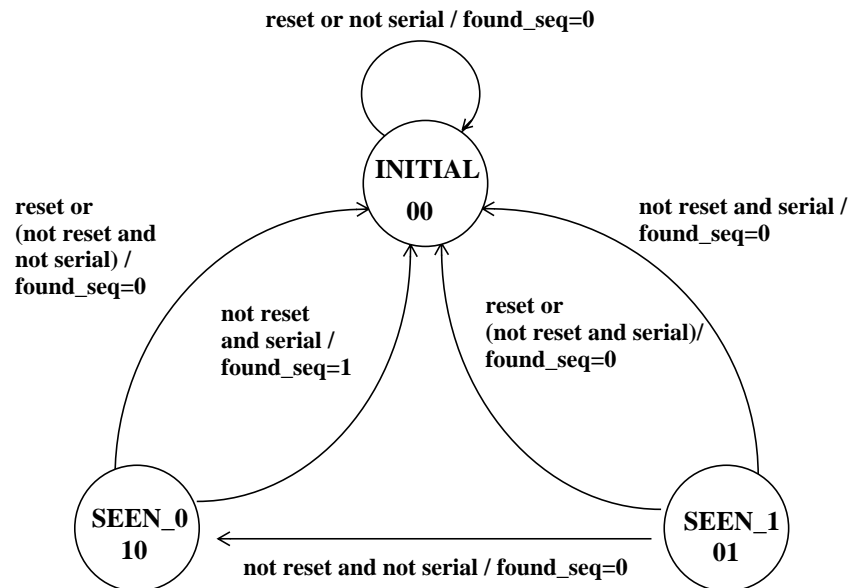 reset or not serial / found_seq=0
INITIAL
00
reset or
(not reset and
not serial) /
found_seq=0
not reset and serial /
found_seq=0
not reset
and serial /
found_seq=1
reset or
(not reset and serial)/
found_seq=0
SEEN_0
10
SEEN_1
01
not reset and not serial / found_seq=0